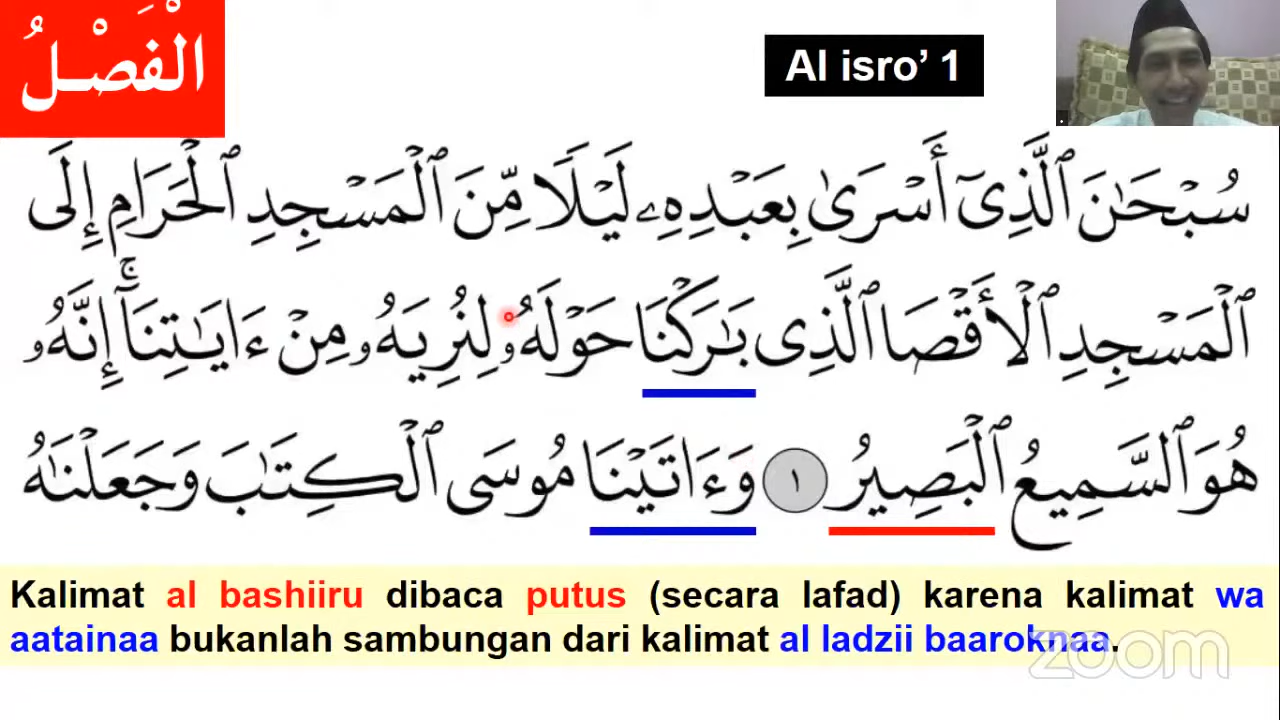 الْفَصْلُ
Al isro’ 1
سُبْحَٰنَ ٱلَّذِىٓ أَسْرَىٰ بِعَبْدِهِۦ لَيْلًا مِّنَ ٱلْمَسْجِدِ ٱلْحَرَامِ إِلَى
ٱلْمَسْجِدِ ٱلْأَقْصَا ٱلَّذِى بَٰرَكْنَا حَوْلَهُۥ لِنُرِيَهُۥ مِنْ ءَايَٰتِنَآ ۚ إِنَّهُۥ
هُوَ ٱلسَّمِيعُ ٱلْبَصِيرُ ١ وَءَاتَيْنَا مُوسَى ٱلْكِتَٰبَ وَجَعَلْنَٰهُ
Kalimat al bashiiru dibaca putus (secara lafad) karena kalimat wa
aatainaa bukanlah sambungan dari kalimat al ladzii baaroknaa.
zoom